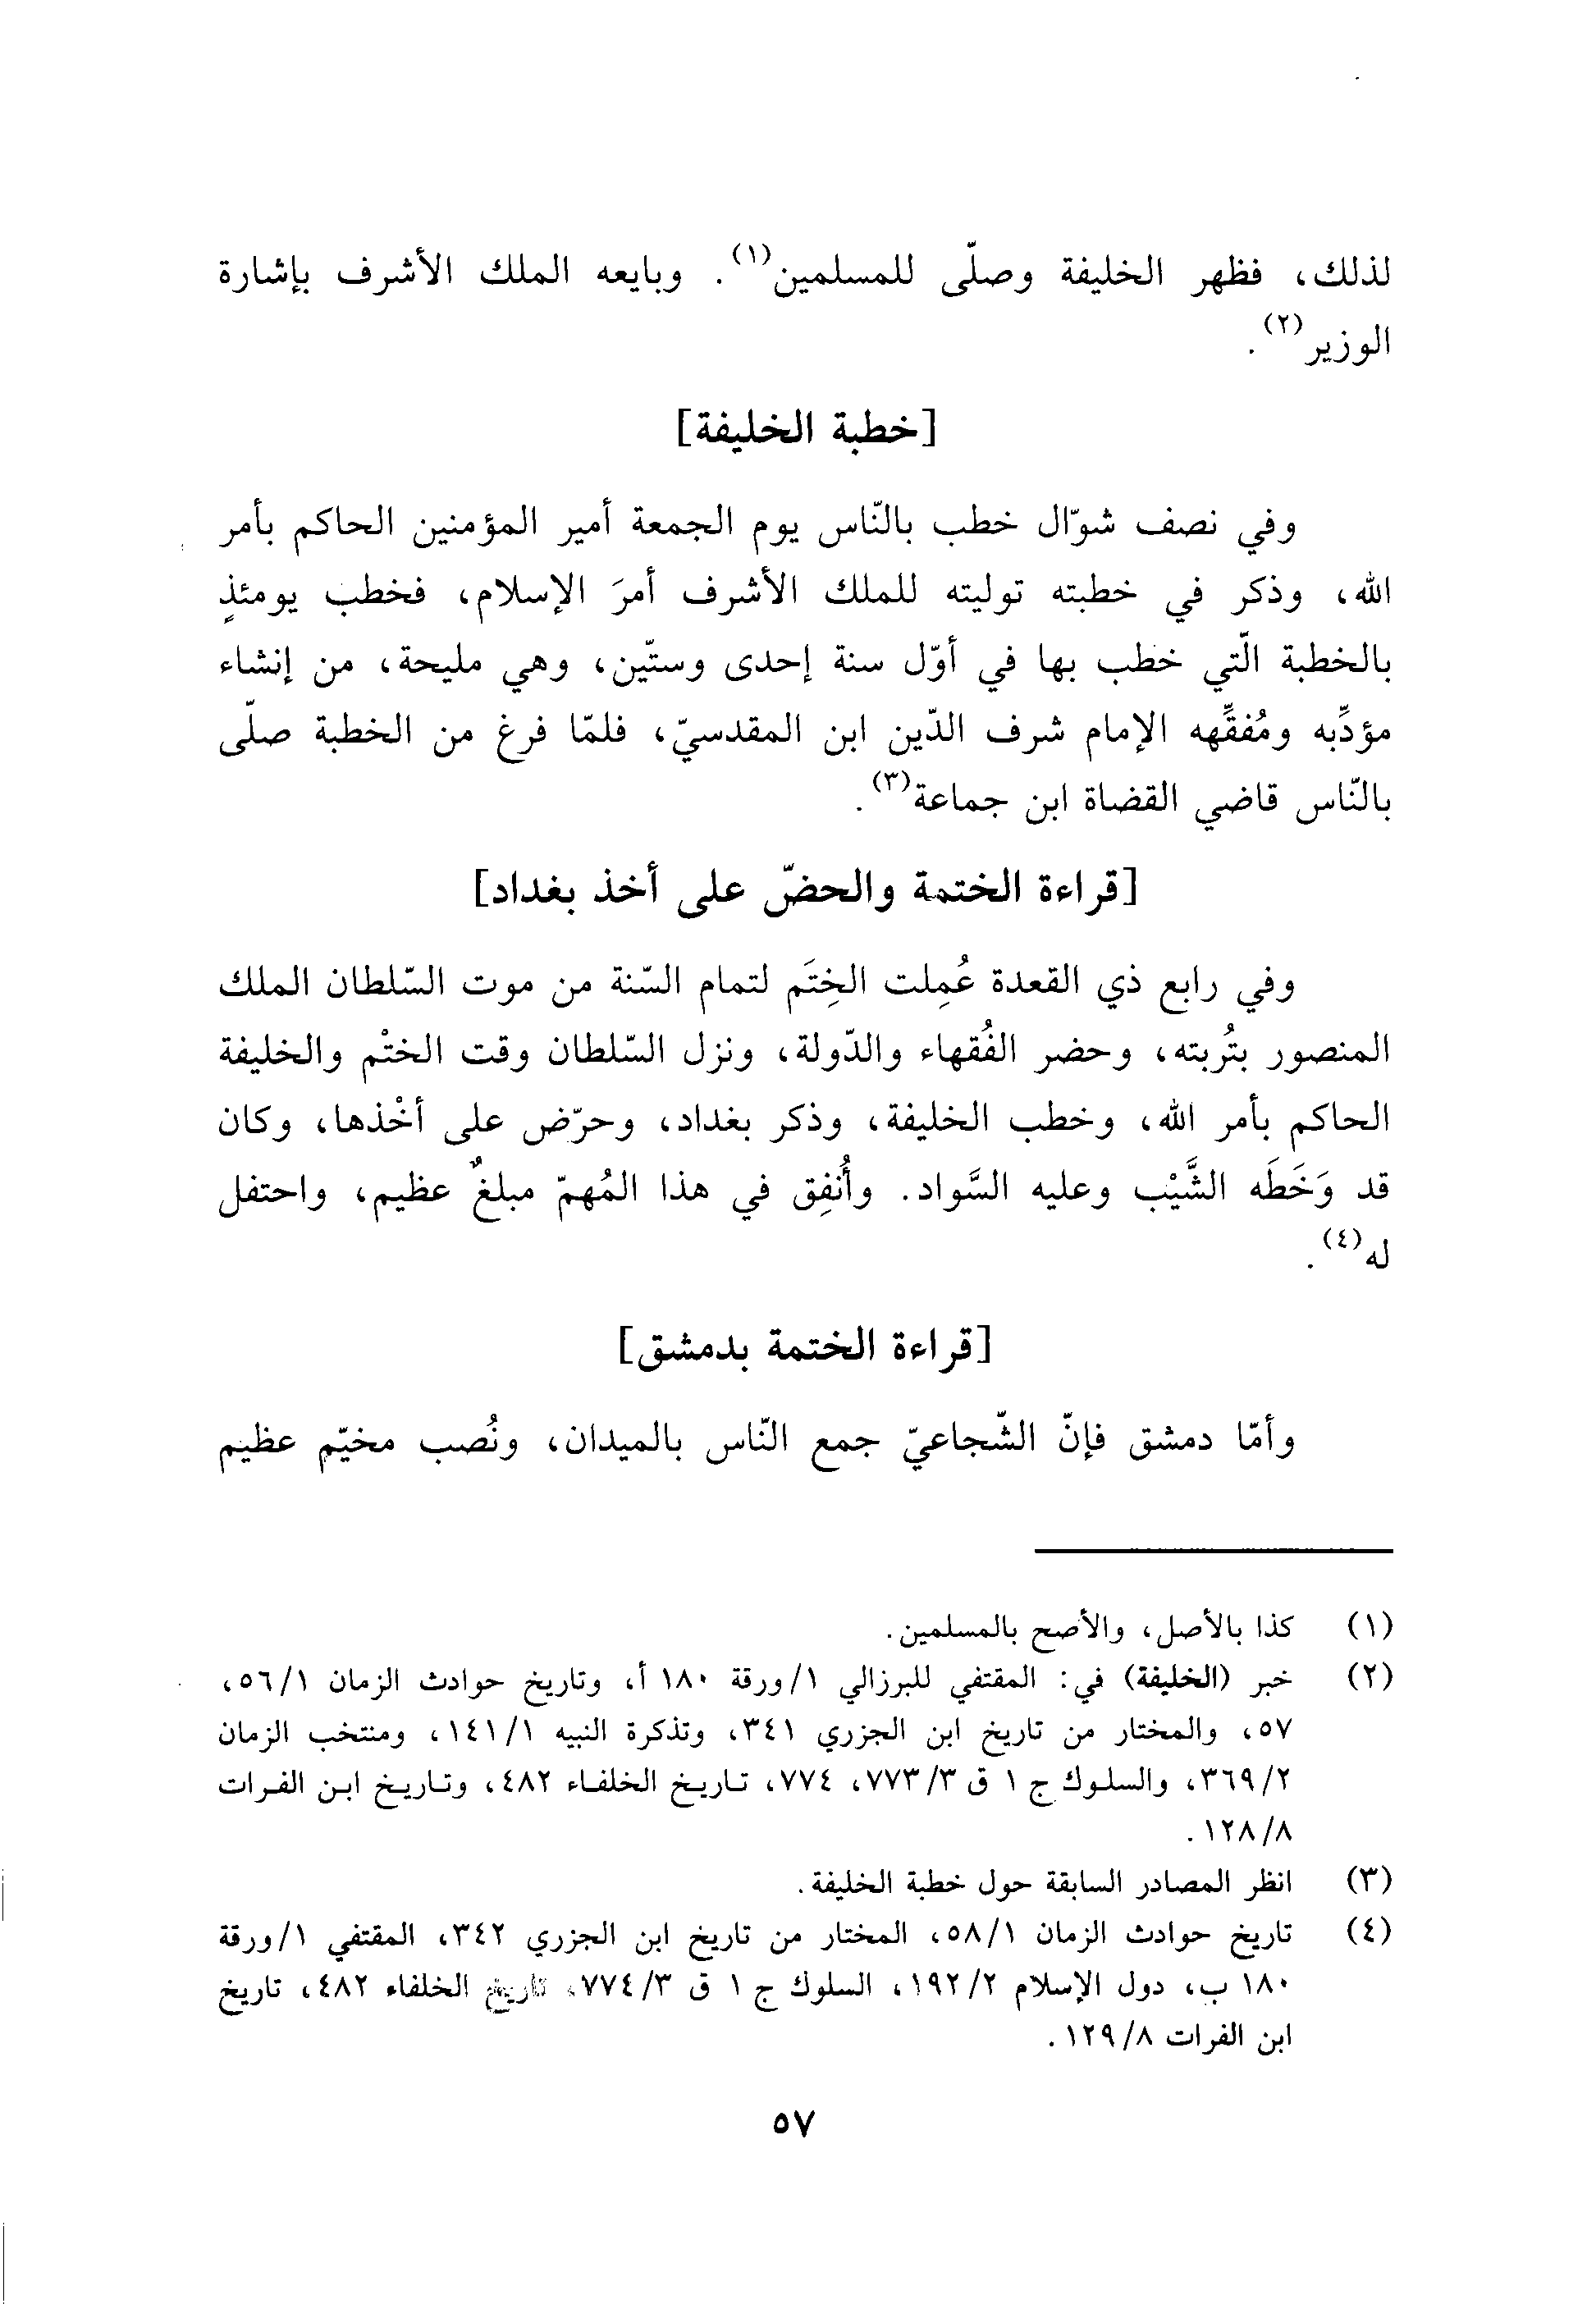 لذلك، فظهر الخليفة وصلّى للمسلمين(١). وبايعه الملك الأشرف بإشارة
الوزير(٢).
[خطبة الخليفة]
وفي نصف شوّال خطب بالنّاس يوم الجمعة أمير المؤمنين الحاكم بأمر
الله، وذكر في خطبته توليته للملك الأشرف أمرَ الإسلام، فخطب يومئذٍ
بالخطبة الّتي خطب بها في أوّل سنة إحدى وستّين، وهي مليحة، من إنشاء
مؤدِّبه ومُفقِّهه الإمام شرف الدّين ابن المقدسيّ، فلمّا فرغ من الخطبة صلّى
بالنّاس قاضي القضاة ابن جماعة(٣).
[قراءة الختمة والحضّ على أخذ بغداد]
وفي رابع ذي القعدة عُمِلت الخِتَم لتمام السّنة من موت السّلطان الملك
المنصور بتُربته، وحضر الفُقهاء والدّولة، ونزل السّلطان وقت الختْم والخليفة
الحاكم بأمر الله، وخطب الخليفة، وذكر بغداد، وحرّض على أخْذها، وكان
قد وَخَطَه الشَّيْب وعليه السَّواد. وأُنفِق في هذا المُهمّ مبلغٌ عظيم، واحتفل
له(٤).
[قراءة الختمة بدمشق]
وأمّا دمشق فإنّ الشّجاعيّ جمع النّاس بالميدان، ونُصب مخيّم عظيم
(١) كذا بالأصل، والأصح بالمسلمين.
(٢) خبر (الخليفة) في: المقتفي للبرزالي ١/ورقة ١٨٠ أ، وتاريخ حوادث الزمان ٥٦/١،
٥٧، والمختار من تاريخ ابن الجزري ٣٤١، وتذكرة النبيه ١٤١/١، ومنتخب الزمان
٣٦٩/٢، والسلوك ج ١ ق ٧٧٣/٣، ٧٧٤، تاريخ الخلفاء ٤٨٢، وتاريخ ابن الفرات
١٢٨/٨.
(٣) انظر المصادر السابقة حول خطبة الخليفة.
(٤) تاريخ حوادث الزمان ٥٨/١، المختار من تاريخ ابن الجزري ٣٤٢، المقتفي ١/ورقة
١٨٠ ب، دول الإسلام ١٩٢/٢، السلوك ج ١ ق ٧٧٤/٣، تاريخ الخلفاء ٤٨٢، تاريخ
ابن الفرات ١٢٩/٨.
٥٧